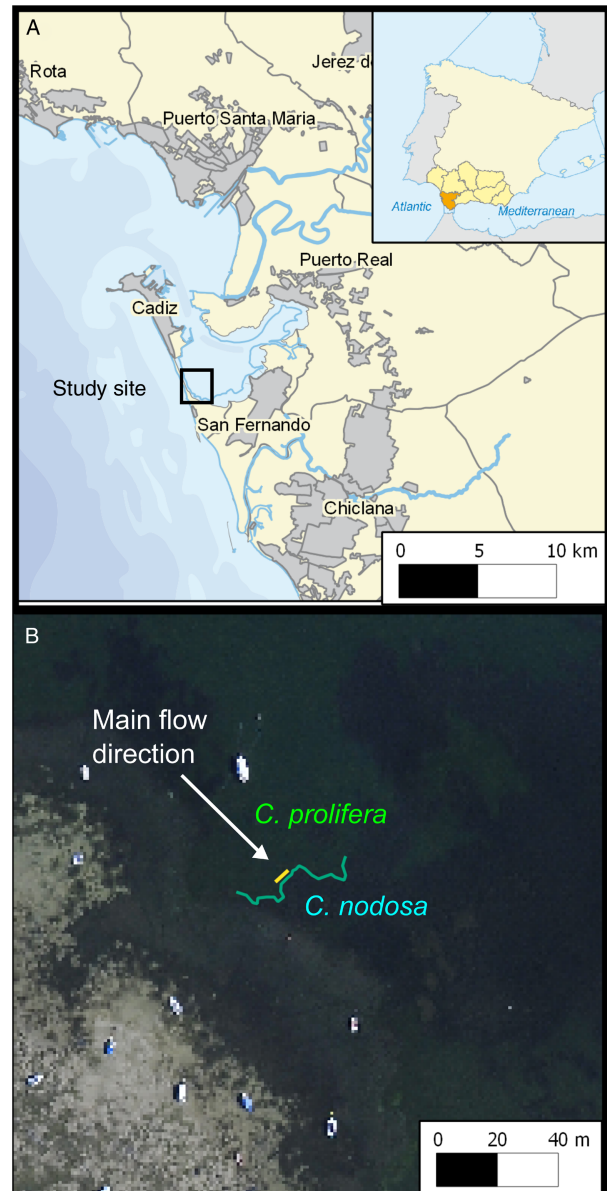 A
Rota
Jerez de
Puerto Santa Maria
Atlantic
Mediterranean
Puerto Real
Cadiz
Study site
San Fernando
Chiclana
0 5 10 km
B
Main flow
direction
C. prolifera
C. nodosa
0 20 40 m